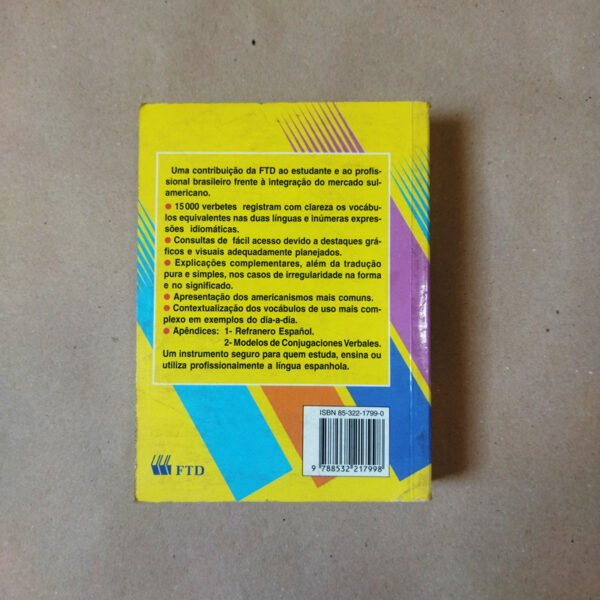 Uma contribuição da FTD ao estudante e ao profis-
sional brasileiro frente à integração do mercado sul-
americano.
● 15000 verbetes registram com clareza os vocábu-
los equivalentes nas duas línguas e inúmeras expres-
sões idiomáticas.
● Consultas de fácil acesso devido a destaques grá-
ficos e visuais adequadamente planejados.
● Explicações complementares, além da tradução
pura e simples, nos casos de irregularidade na forma
e no significado.
● Apresentação dos americanismos mais comuns.
● Contextualização dos vocábulos de uso mais com-
plexo em exemplos do dia-a-dia.
● Apêndices: 1- Refranero Español.
2- Modelos de Conjugaciones Verbales.
Um instrumento seguro para quem estuda, ensina ou
utiliza profissionalmente a língua espanhola.
ISBN 85-322-1799-0
9 788532 217998
FTD